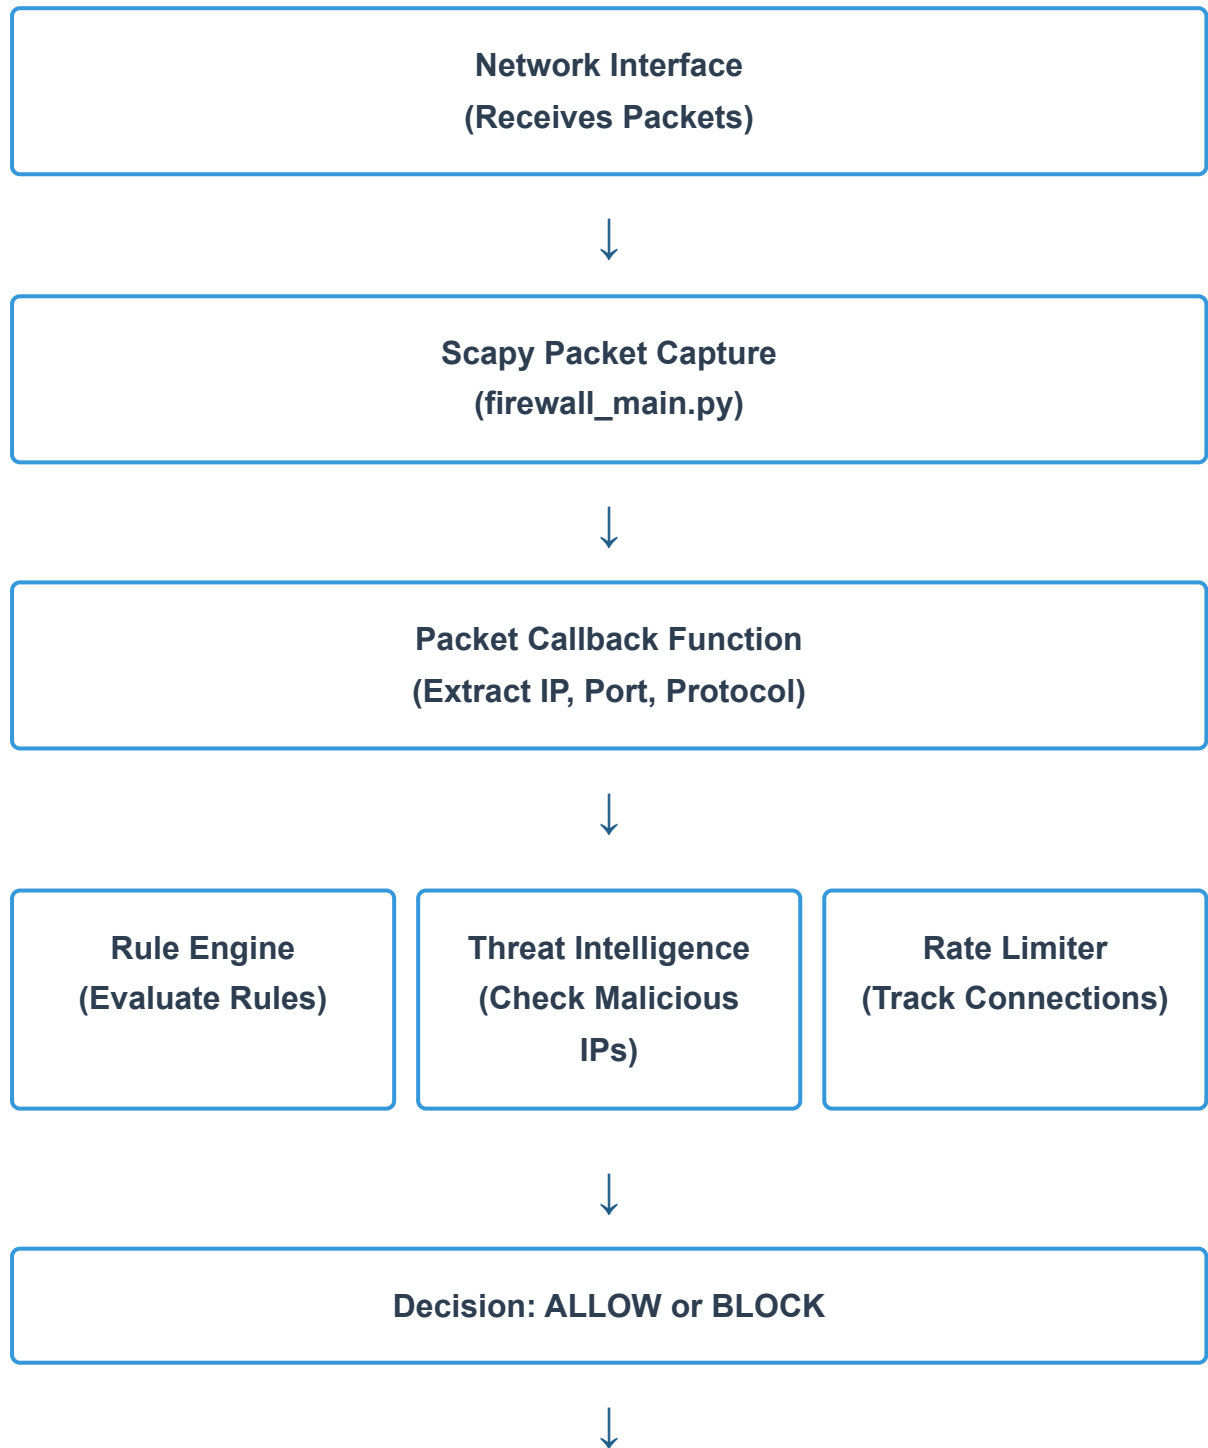 Network Interface
(Receives Packets)
↓
Scapy Packet Capture
(firewall_main.py)
↓
Packet Callback Function
(Extract IP, Port, Protocol)
↓
Rule Engine
(Evaluate Rules)
Threat Intelligence
(Check Malicious
IPs)
Rate Limiter
(Track Connections)
↓
Decision: ALLOW or BLOCK
↓